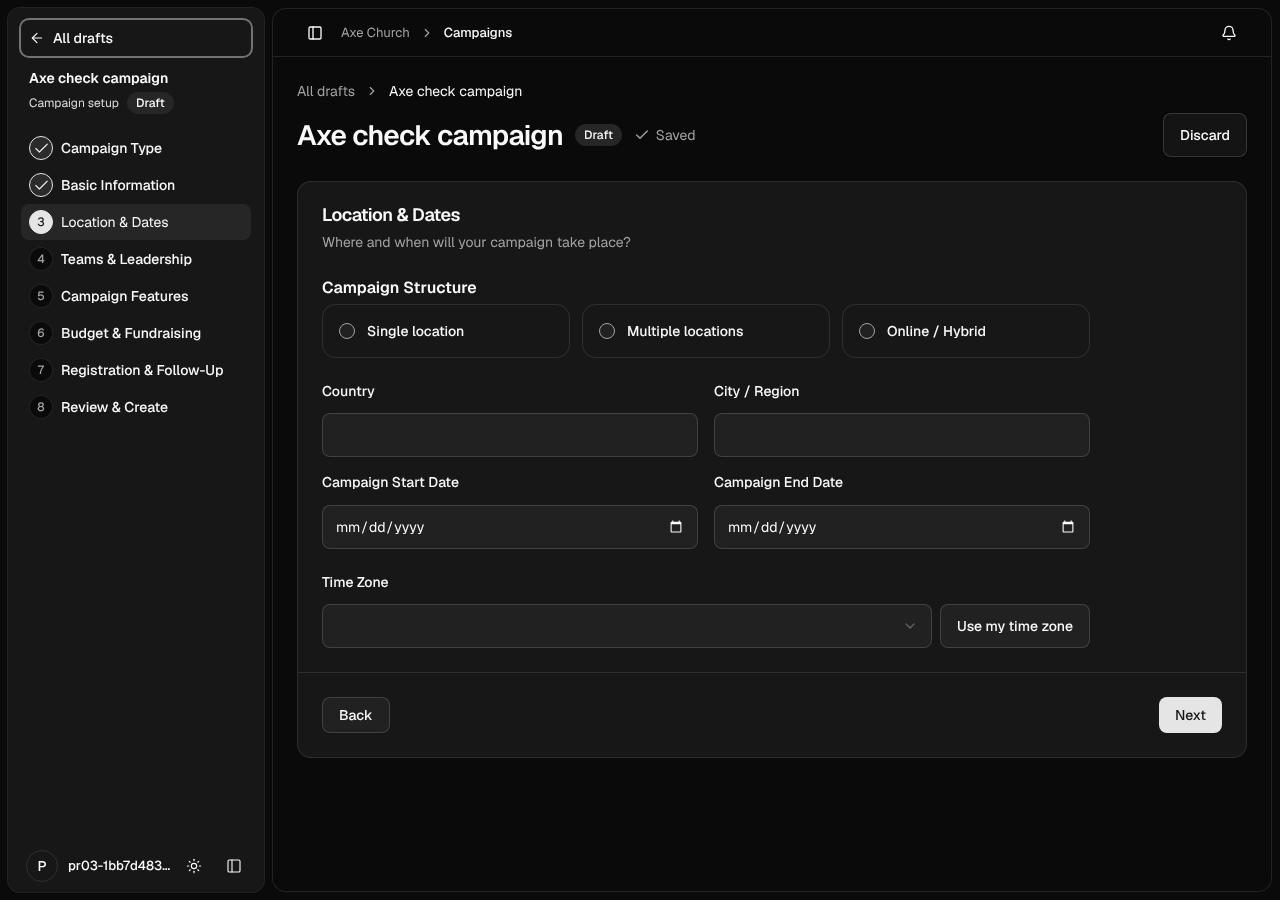 All drafts
Axe check campaign
Campaign setup Draft
Campaign Type
Basic Information
3 Location & Dates
4 Teams & Leadership
5 Campaign Features
6 Budget & Fundraising
7 Registration & Follow-Up
8 Review & Create
P pr03-1bb7d483…
Axe Church Campaigns
All drafts Axe check campaign
Axe check campaign Draft Saved Discard
Location & Dates
Where and when will your campaign take place?
Campaign Structure
Single location Multiple locations Online / Hybrid
Country City / Region
Campaign Start Date Campaign End Date
mm/dd/yyyy mm/dd/yyyy
Time Zone
Use my time zone
Back Next